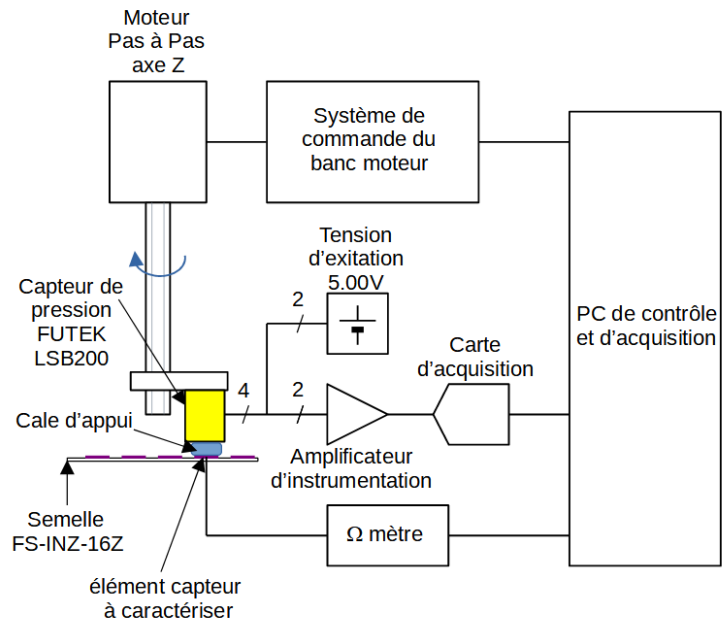 Moteur
Pas à Pas
axe Z
Système de
commande du
banc moteur
Tension
d'exitation
5.00V
Capteur de
pression
FUTEK
LSB200
2
PC de contrôle
et d'acquisition
Carte
d'acquisition
4
2
Cale d'appui
Amplificateur
d'instrumentation
Semelle
FS-INZ-16Z
Ω mètre
élément capteur
à caractériser